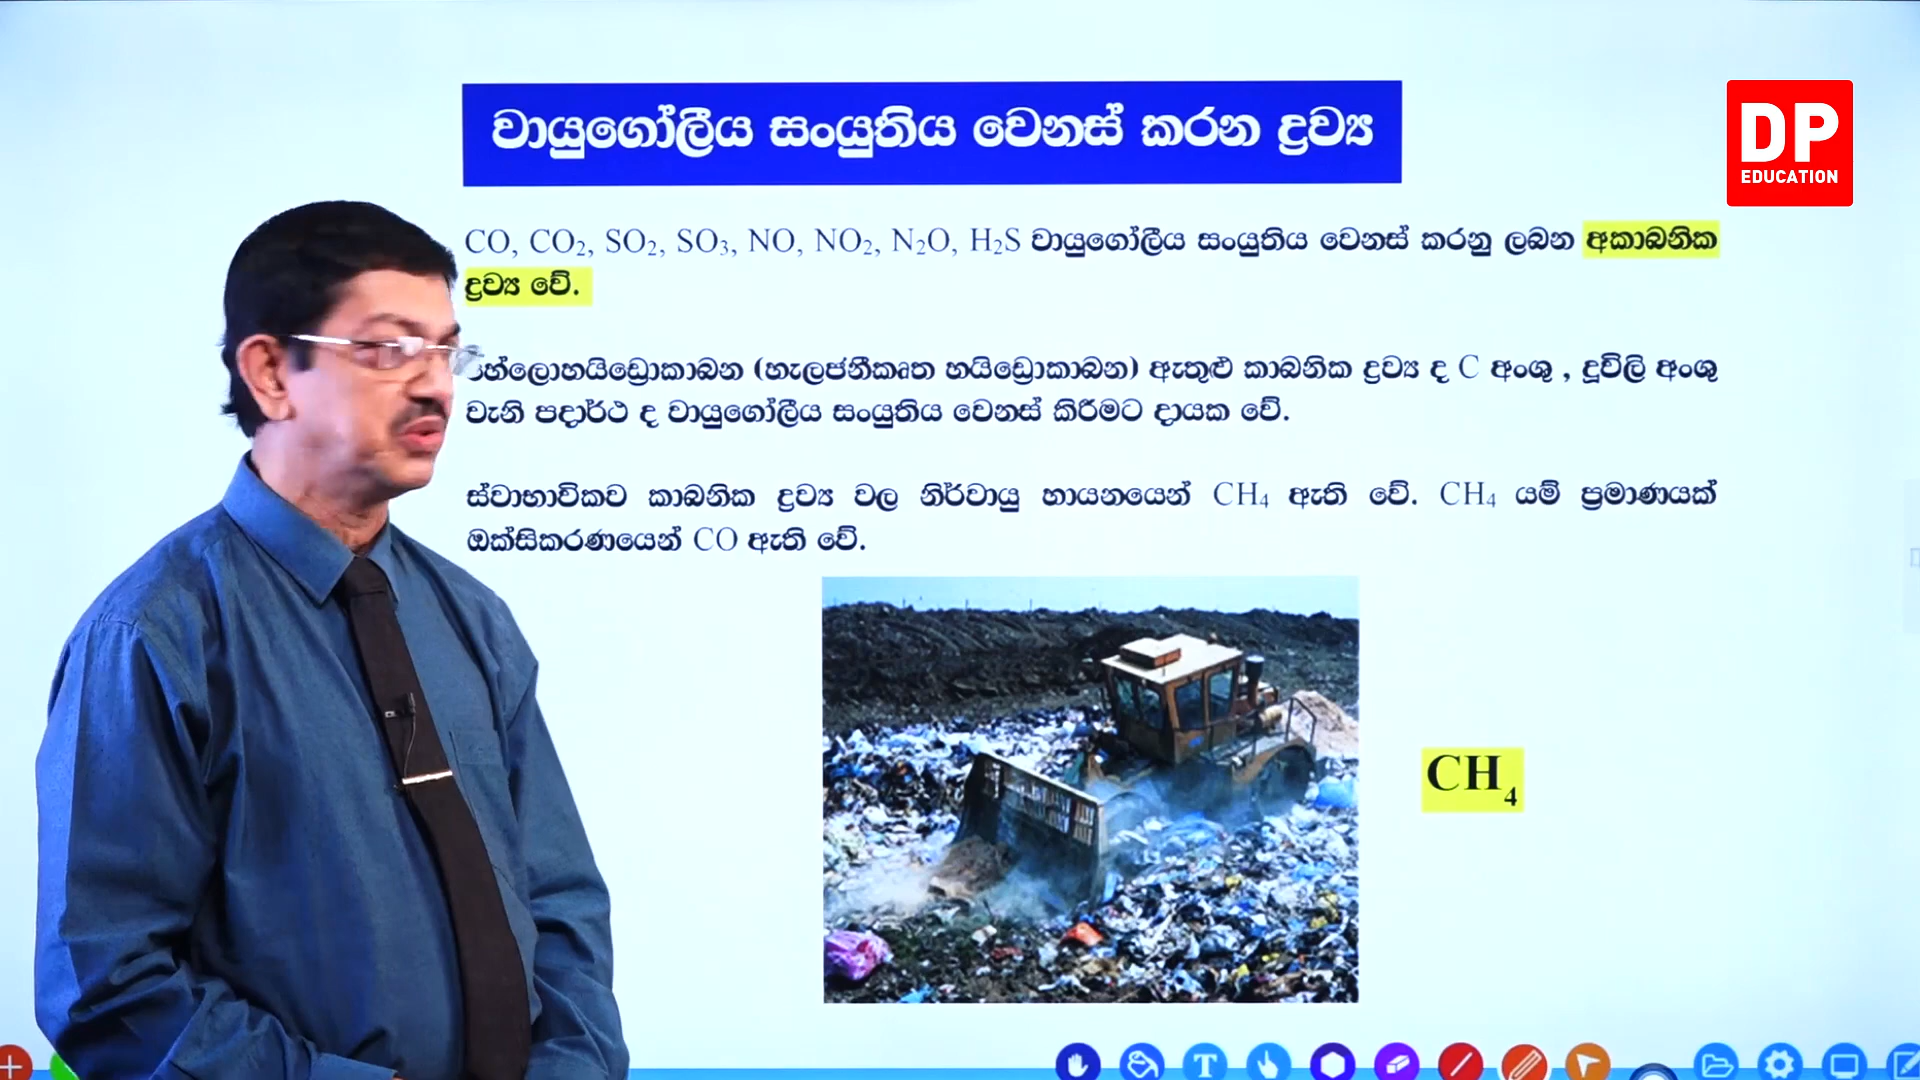 වායුගෝලීය සංයුතිය වෙනස් කරන ද්‍රව්‍ය
DP
EDUCATION
CO, CO₂, SO₂, SO₃, NO, NO₂, N₂O, H₂S වායුගෝලීය සංයුතිය වෙනස් කරනු ලබන අකාබනික
ද්‍රව්‍ය වේ.
(හැලජනීකෘත හයිඩ්‍රොකාබන) ඇතුළු කාබනික ද්‍රව්‍ය ද C අංශු , දූවිලි අංශු
වැනි පදාර්ථ ද වායුගෝලීය සංයුතිය වෙනස් කිරීමට දායක වේ.
ස්වාභාවිකව කාබනික ද්‍රව්‍ය වල නිර්වායු හායනයෙන් CH₄ ඇති වේ. CH₄ යම් ප්‍රමාණයක්
ඔක්සිකරණයෙන් CO ඇති වේ.
CH₄